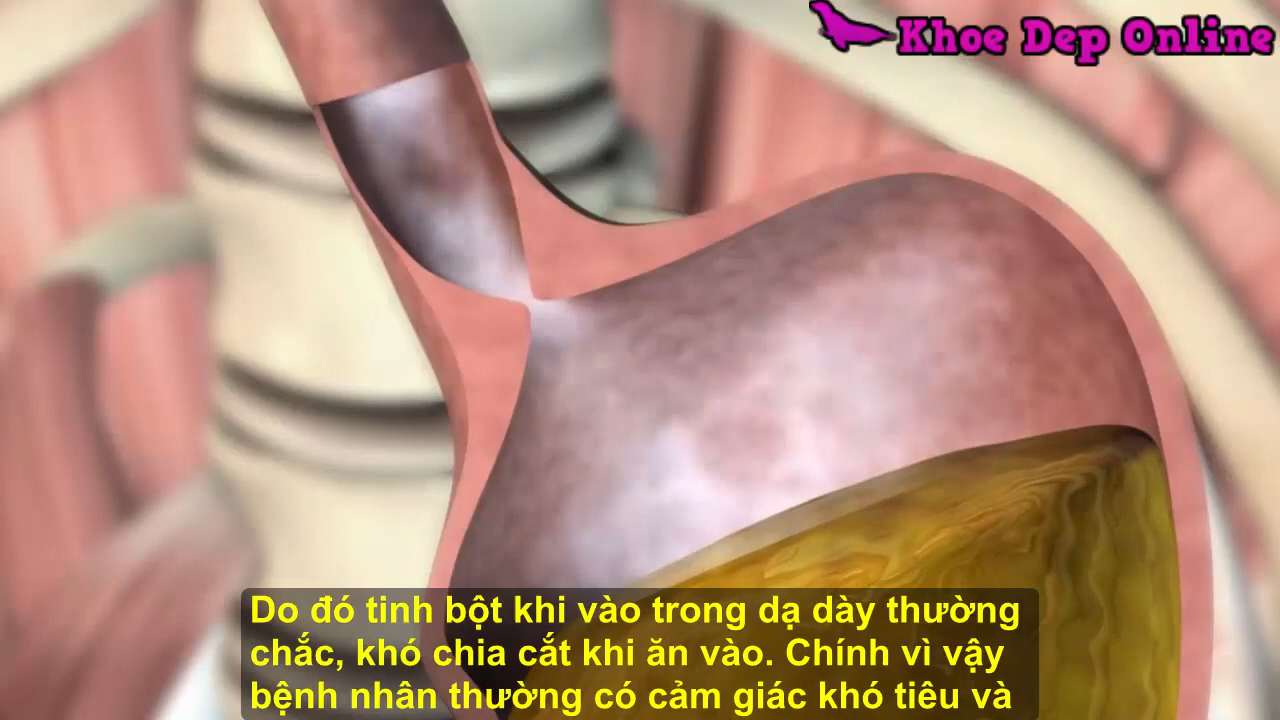 Khoe Dep Online
Do đó tinh bột khi vào trong dạ dày thường
chắc, khó chia cắt khi ăn vào. Chính vì vậy
bệnh nhân thường có cảm giác khó tiêu và